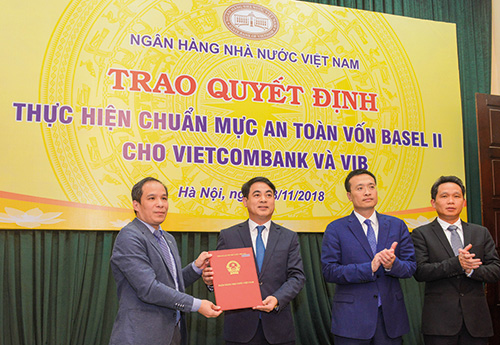 NGÂN HÀNG NHÀ NƯỚC VIỆT NAM
TRAO QUYẾT ĐỊNH
THỰC HIỆN CHUẨN MỰC AN TOÀN VỐN BASEL II
CHO VIETCOMBANK VÀ VIB
Hà Nội, /11/2018